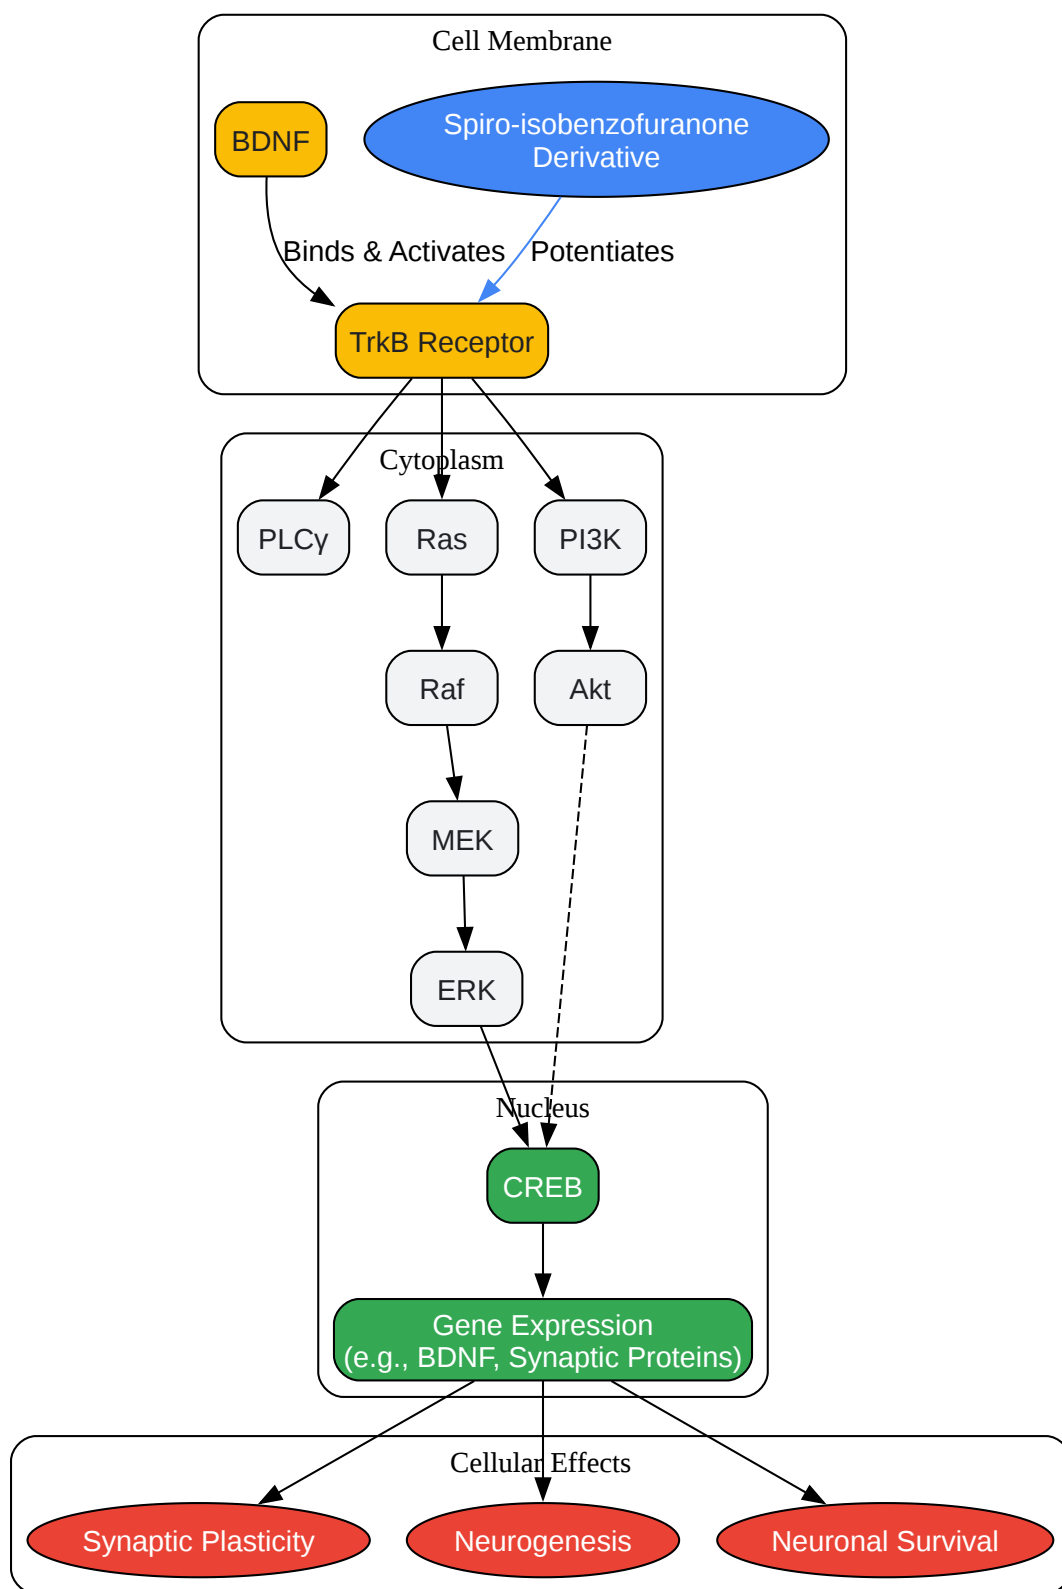 Cell Membrane
BDNF
Spiro-isobenzofuranone
Derivative
Binds & Activates
Potentiates
TrkB Receptor
Cytoplasm
PLCγ
Ras
PI3K
Raf
Akt
MEK
ERK
Nucleus
CREB
Gene Expression
(e.g., BDNF, Synaptic Proteins)
Cellular Effects
Synaptic Plasticity
Neurogenesis
Neuronal Survival